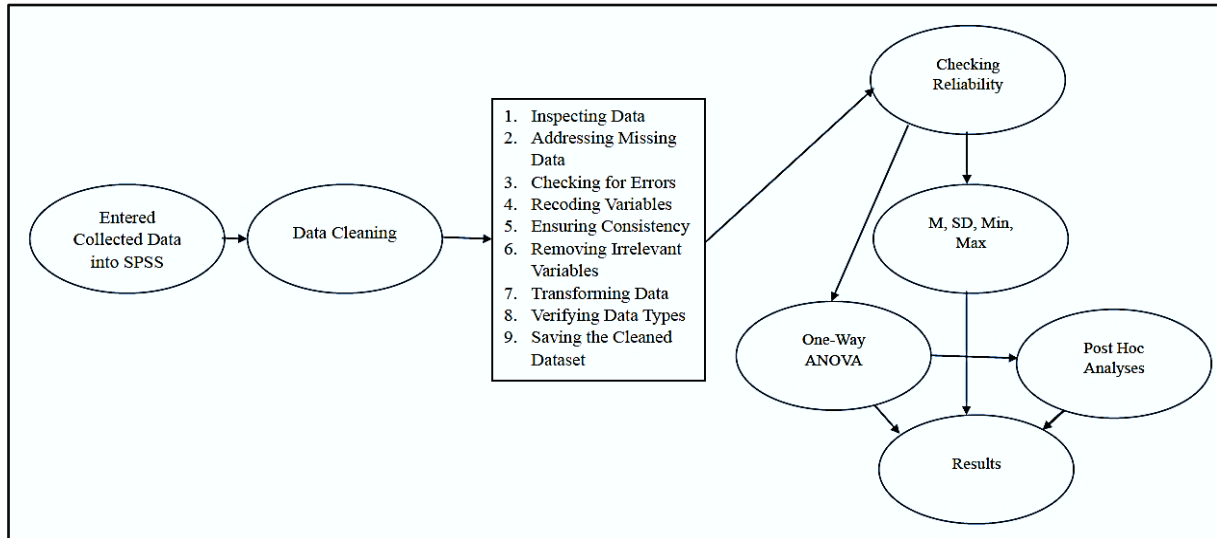 Entered
Collected Data
into SPSS
Data Cleaning
1. Inspecting Data
2. Addressing Missing
Data
3. Checking for Errors
4. Recoding Variables
5. Ensuring Consistency
6. Removing Irrelevant
Variables
7. Transforming Data
8. Verifying Data Types
9. Saving the Cleaned
Dataset
Checking
Reliability
M, SD, Min,
Max
One-Way
ANOVA
Post Hoc
Analyses
Results